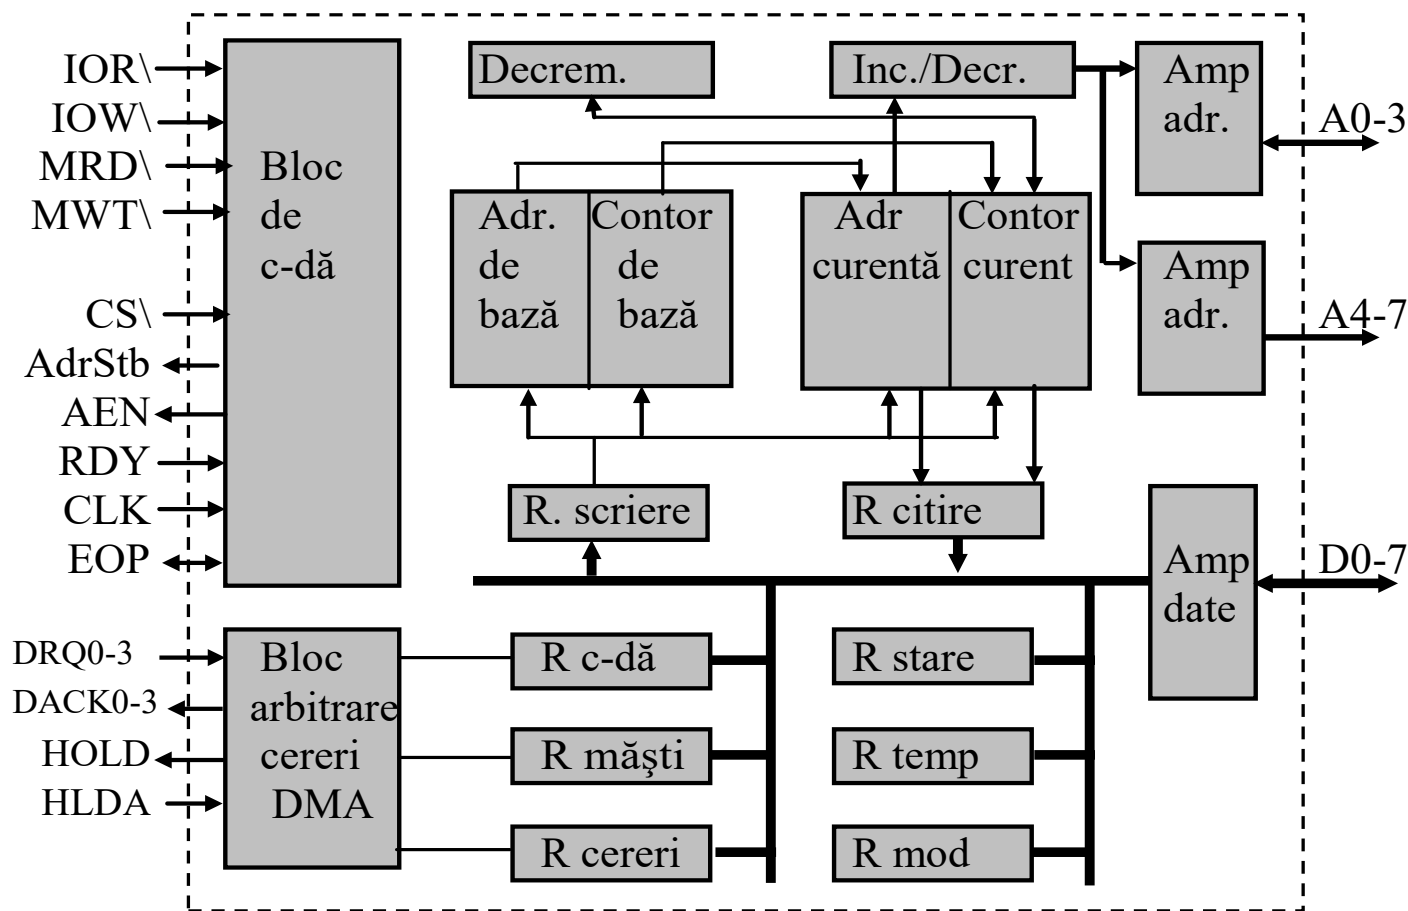 IOR\
IOW\
MRD\
MWT\
CS\
AdrStb
AEN
RDY
CLK
EOP
DRQ0-3
DACK0-3
HOLD
HLDA
Bloc
de
c-dă
Bloc
arbitrare
cereri
DMA
Decrem.
Inc./Decr.
Adr.
de
bază
Contor
de
bază
Adr
curentă
Contor
curent
R. scriere
R citire
R c-dă
R măşti
R cereri
R stare
R temp
R mod
Amp
adr.
Amp
adr.
Amp
date
A0-3
A4-7
D0-7